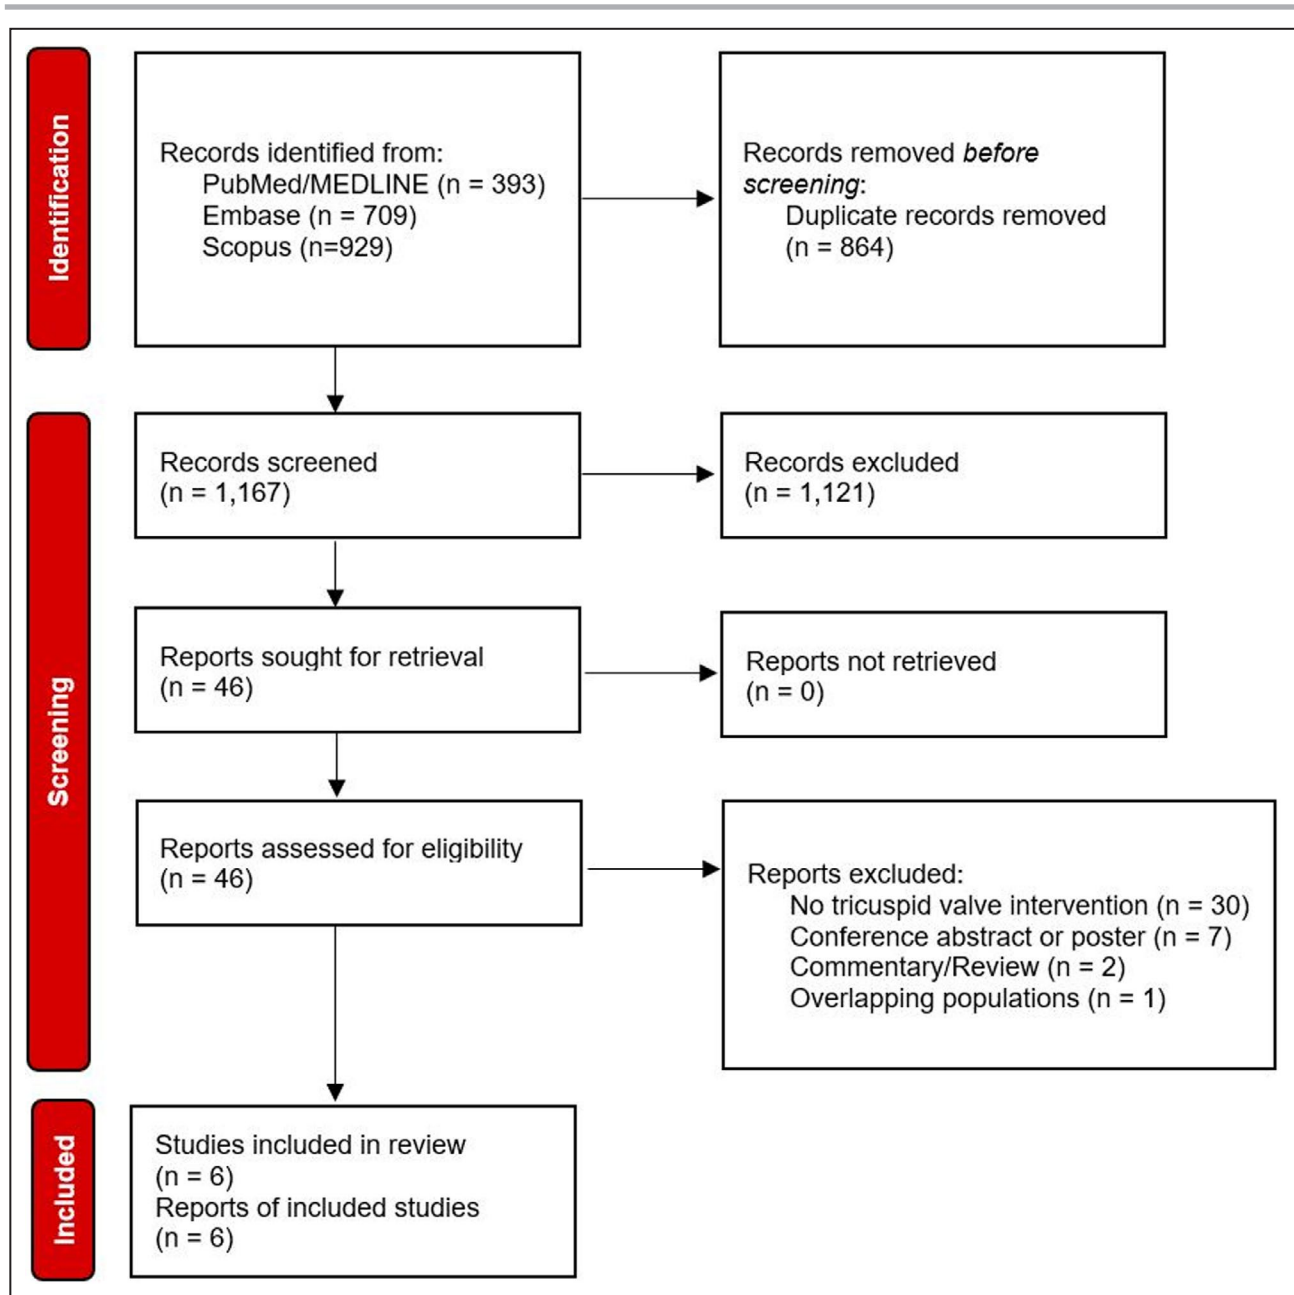 Identification
Records identified from:
PubMed/MEDLINE (n = 393)
Embase (n = 709)
Scopus (n=929)
Records removed before
screening:
Duplicate records removed
(n = 864)
Screening
Records screened
(n = 1,167)
Records excluded
(n = 1,121)
Reports sought for retrieval
(n = 46)
Reports not retrieved
(n = 0)
Reports assessed for eligibility
(n = 46)
Reports excluded:
No tricuspid valve intervention (n = 30)
Conference abstract or poster (n = 7)
Commentary/Review (n = 2)
Overlapping populations (n = 1)
Included
Studies included in review
(n = 6)
Reports of included studies
(n = 6)